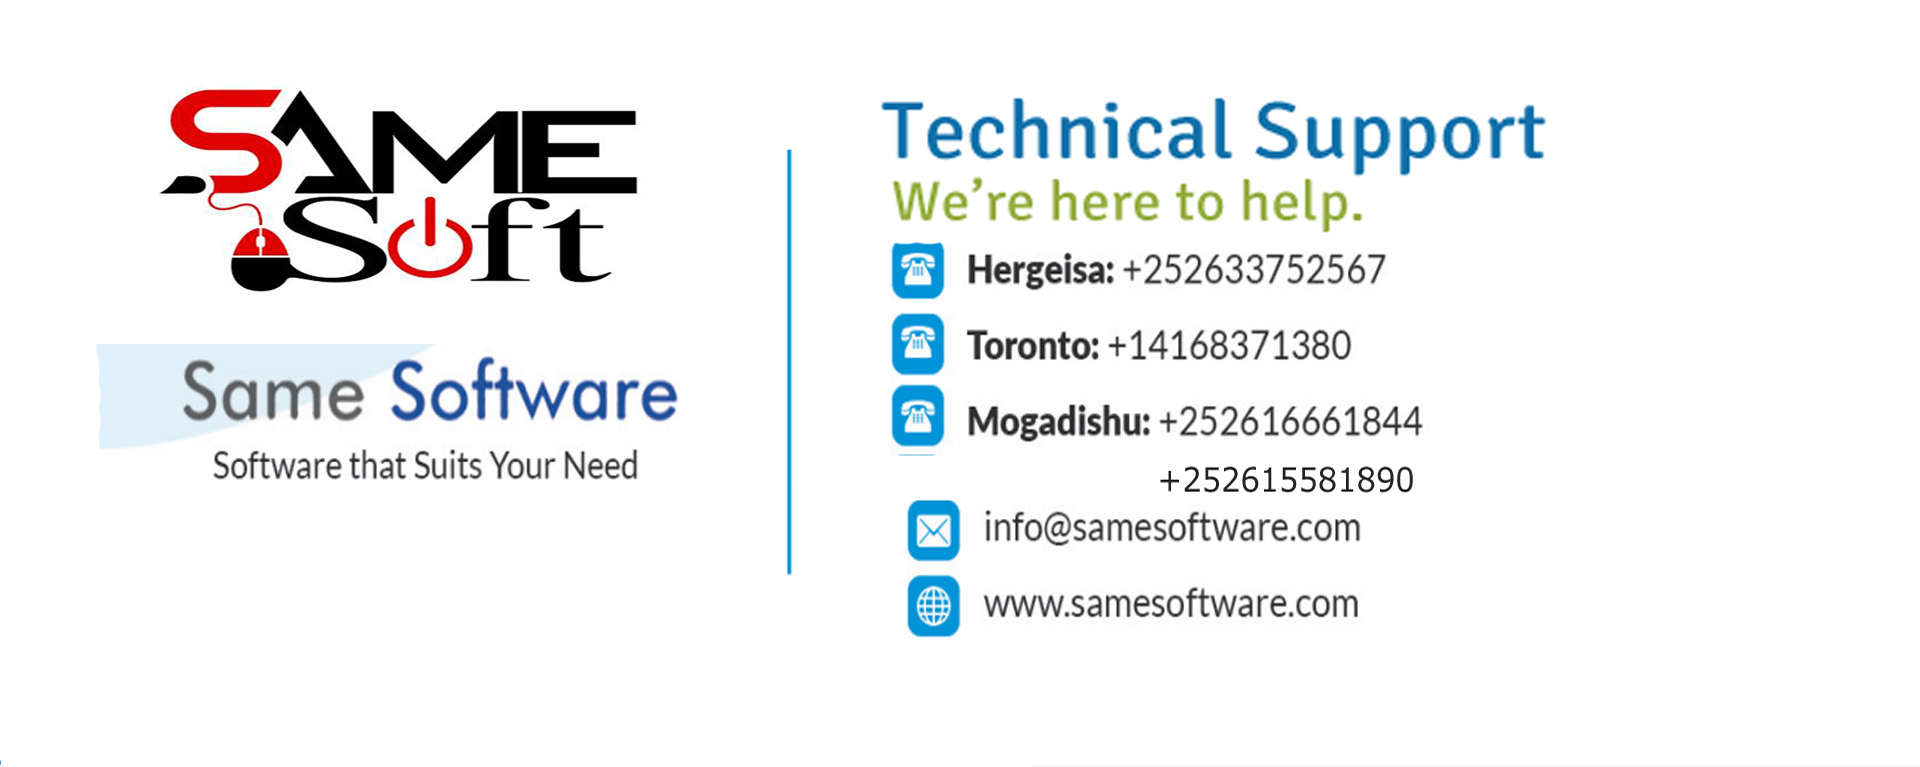 SAME
Soft
Same Software
Software that Suits Your Need
Technical Support
We're here to help.
Hergeisa: +252633752567
Toronto: +14168371380
Mogadishu: +252616661844
+252615581890
info@samesoftware.com
www.samesoftware.com